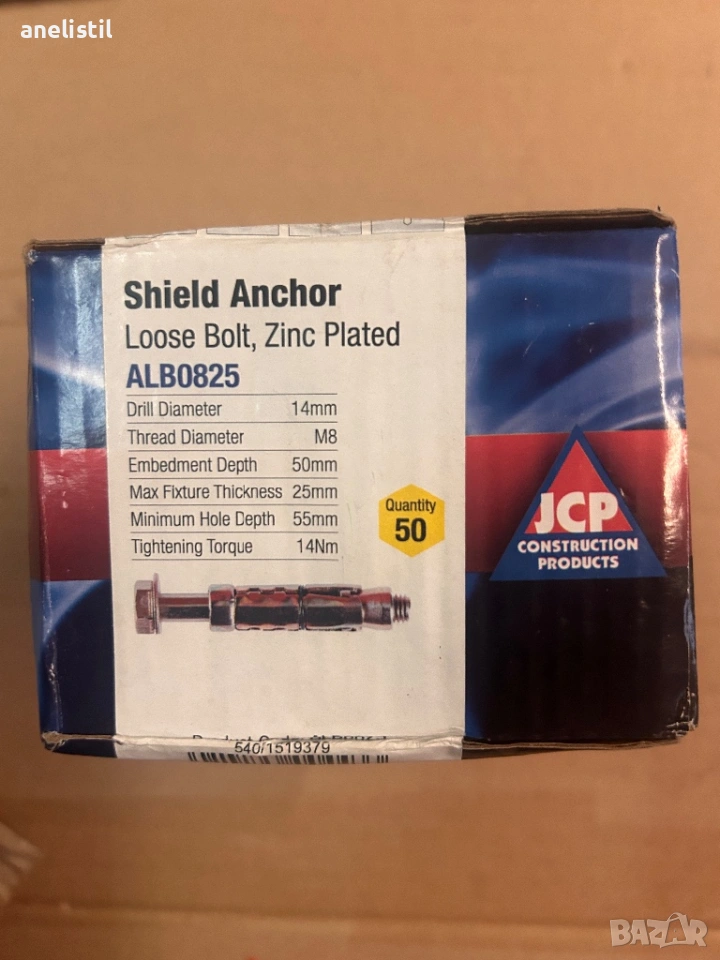 anelistil
Shield Anchor
Loose Bolt, Zinc Plated
ALB0825
Drill Diameter 14mm
Thread Diameter M8
Embedment Depth 50mm
Max Fixture Thickness 25mm
Minimum Hole Depth 55mm
Tightening Torque 14Nm
Quantity
50
JCP
CONSTRUCTION
PRODUCTS
540/1519379
BAZAR